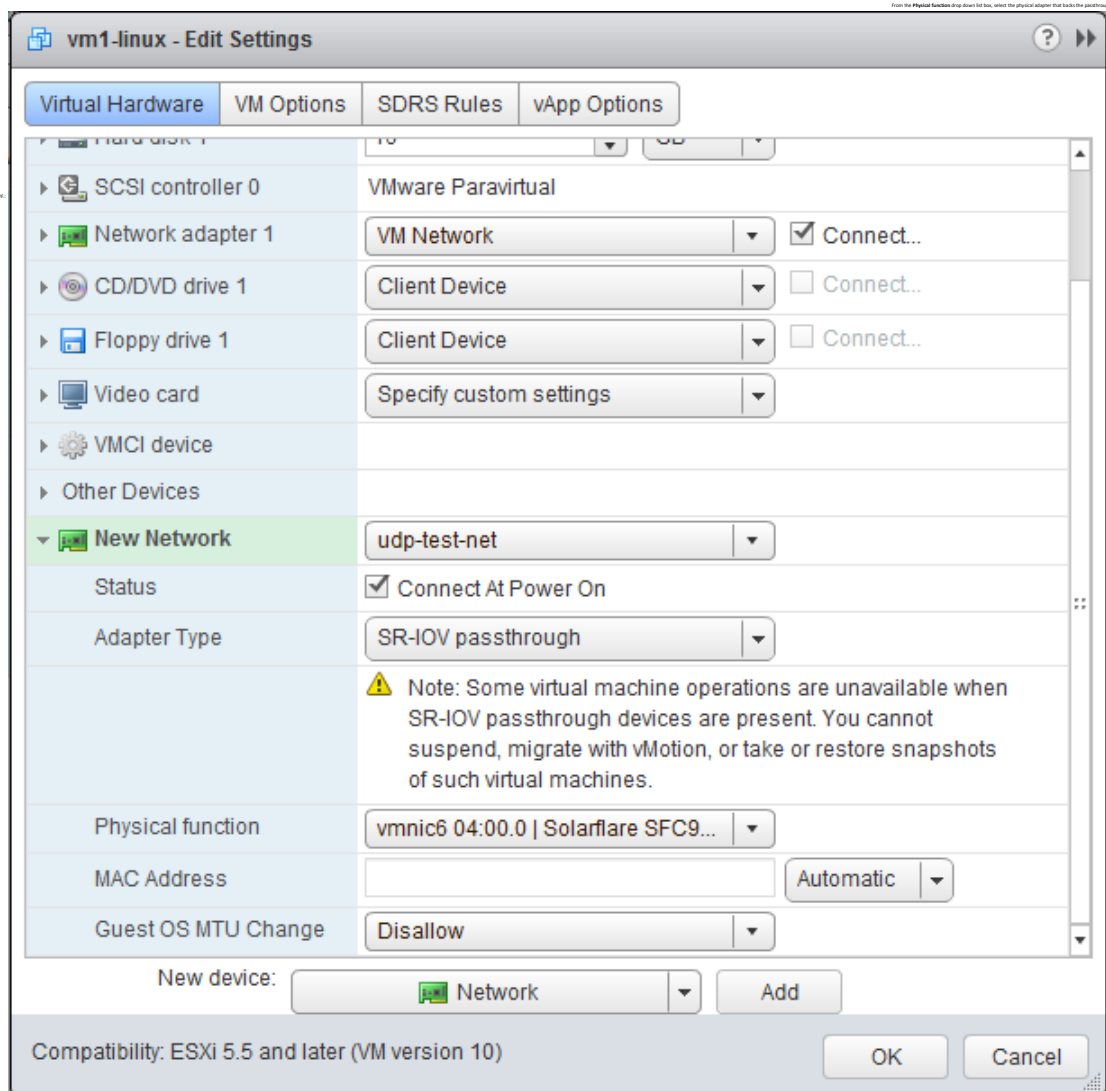 From the Physical function drop down list box, select the physical adapter that backs the
vm1-linux - Edit Settings
Virtual Hardware VM Options SDRS Rules vApp Options
Hard disk 1 GB
SCSI controller 0 VMware Paravirtual
Network adapter 1 VM Network Connect...
CD/DVD drive 1 Client Device Connect...
Floppy drive 1 Client Device Connect...
Video card Specify custom settings
VMCI device
Other Devices
New Network udp-test-net
Status Connect At Power On
Adapter Type SR-IOV passthrough
Note: Some virtual machine operations are unavailable when
SR-IOV passthrough devices are present. You cannot
suspend, migrate with vMotion, or take or restore snapshots
of such virtual machines.
Physical function vmnic6 04:00.0 | Solarflare SFC9...
MAC Address Automatic
Guest OS MTU Change Disallow
New device: Network Add
Compatibility: ESXi 5.5 and later (VM version 10)
OK Cancel